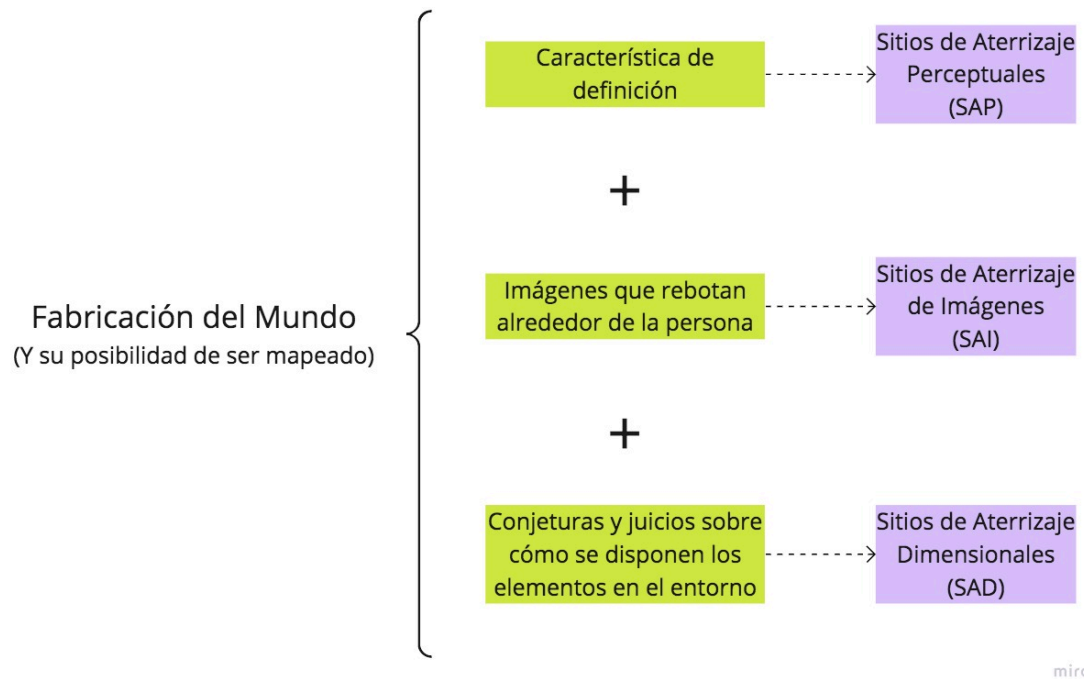 Fabricación del Mundo
(Y su posibilidad de ser mapeado)
Característica de
definición
Sitios de Aterrizaje
Perceptuales
(SAP)
+
Imágenes que rebotan
alrededor de la persona
Sitios de Aterrizaje
de Imágenes
(SAI)
+
Conjeturas y juicios sobre
cómo se disponen los
elementos en el entorno
Sitios de Aterrizaje
Dimensionales
(SAD)
miro